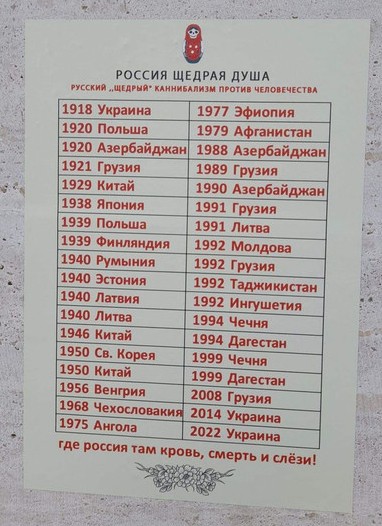 РОССИЯ ЩЕДРАЯ ДУША
РУССКИЙ ,,ЩЕДРЫЙ" КАННИБАЛИЗМ ПРОТИВ ЧЕЛОВЕЧЕСТВА
1918 Украина
1920 Польша
1920 Азербайджан
1921 Грузия
1929 Китай
1938 Япония
1939 Польша
1939 Финляндия
1940 Румыния
1940 Эстония
1940 Латвия
1940 Литва
1946 Китай
1950 Св. Корея
1950 Китай
1956 Венгрия
1968 Чехословакия
1975 Ангола
1977 Эфиопия
1979 Афганистан
1988 Азербайджан
1989 Грузия
1990 Азербайджан
1991 Грузия
1991 Литва
1992 Молдова
1992 Грузия
1992 Таджикистан
1992 Ингушетия
1994 Чечня
1994 Дагестан
1999 Чечня
1999 Дагестан
2008 Грузия
2014 Украина
2022 Украина
где россия там кровь, смерть и слёзи!